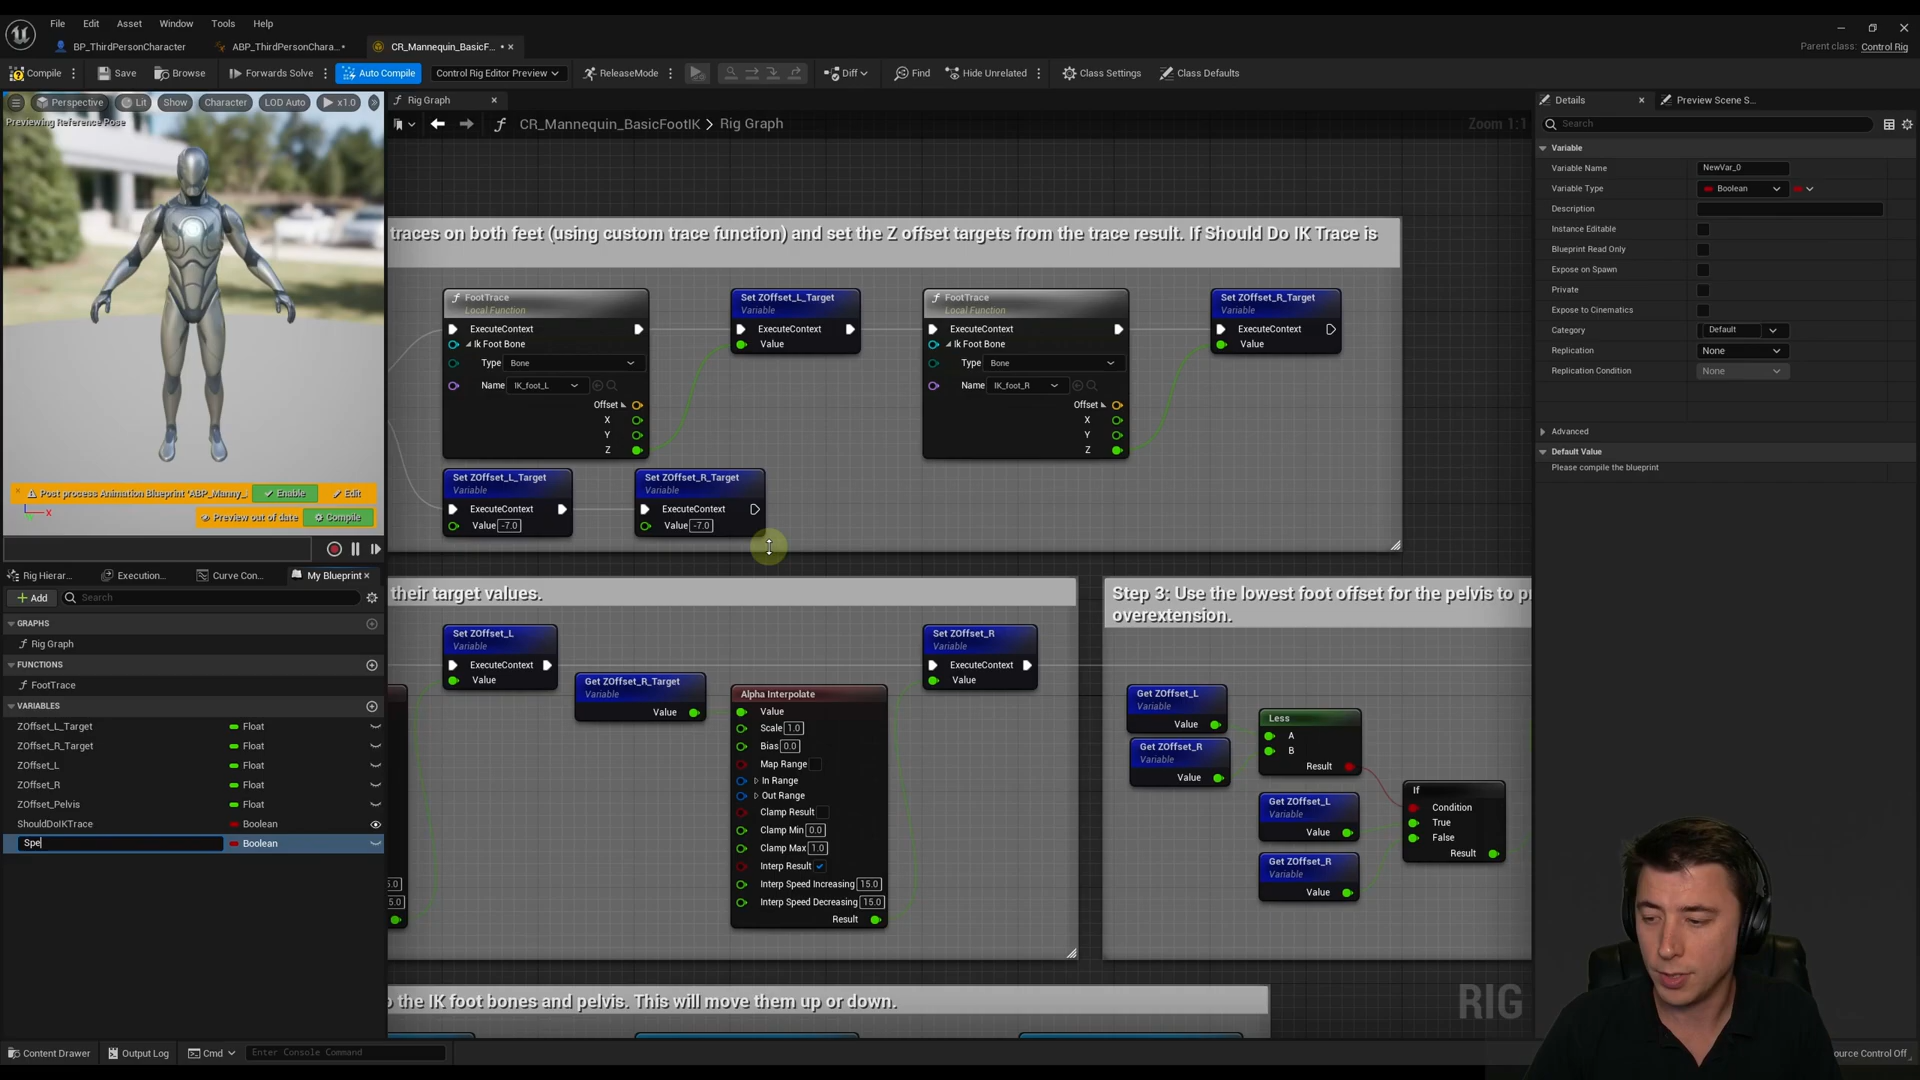 File Edit Asset Window Tools Help
BP_ThirdPersonCharacter ABP_ThirdPersonChara... CR_Mannequin_BasicF...
Parent class: Control Rig
Compile Save Browse Forwards Solve Auto Compile Control Rig Editor Preview ReleaseMode Diff Find Hide Unrelated Class Settings Class Defaults
Perspective Lit Show Character LOD Auto x1.0
Previewing Reference Pose
Post process Animation Blueprint 'ABP_Manny_ Enable Edit
Preview out of date Compile
X
Rig Hierar... Execution... Curve Con... My Blueprint
Add Search
GRAPHS
Rig Graph
FUNCTIONS
FootTrace
VARIABLES
ZOffset_L_Target Float
ZOffset_R_Target Float
ZOffset_L Float
ZOffset_R Float
ZOffset_Pelvis Float
ShouldDoIKTrace Boolean
Spe Boolean
Rig Graph
CR_Mannequin_BasicFootIK > Rig Graph
Zoom 1:1
traces on both feet (using custom trace function) and set the Z offset targets from the trace result. If Should Do IK Trace is
FootTrace
Local Function
ExecuteContext
Ik Foot Bone
Type Bone
Name IK_foot_L
Offset
X
Y
Z
Set ZOffset_L_Target
Variable
ExecuteContext
Value
FootTrace
Local Function
ExecuteContext
Ik Foot Bone
Type Bone
Name IK_foot_R
Offset
X
Y
Z
Set ZOffset_R_Target
Variable
ExecuteContext
Value
Set ZOffset_L_Target
Variable
ExecuteContext
Value -7.0
Set ZOffset_R_Target
Variable
ExecuteContext
Value -7.0
their target values.
Set ZOffset_L
Variable
ExecuteContext
Value
Get ZOffset_R_Target
Variable
Value
Alpha Interpolate
Value
Scale 1.0
Bias 0.0
Map Range
In Range
Out Range
Clamp Result
Clamp Min 0.0
Clamp Max 1.0
Interp Result
Interp Speed Increasing 15.0
Interp Speed Decreasing 15.0
Result
Set ZOffset_R
Variable
ExecuteContext
Value
Step 3: Use the lowest foot offset for the pelvis to
overextension.
Get ZOffset_L
Variable
Value
Get ZOffset_R
Variable
Value
Less
A
B
Result
Get ZOffset_L
Variable
Value
Get ZOffset_R
Variable
Value
If
Condition
True
False
Result
the IK foot bones and pelvis. This will move them up or down.
RIG
Details Preview Scene S...
Search
Variable
Variable Name NewVar_0
Variable Type Boolean
Description
Instance Editable
Blueprint Read Only
Expose on Spawn
Private
Expose to Cinematics
Category Default
Replication None
Replication Condition None
Advanced
Default Value
Please compile the blueprint
Content Drawer Output Log Cmd Enter Console Command
ource Control Off